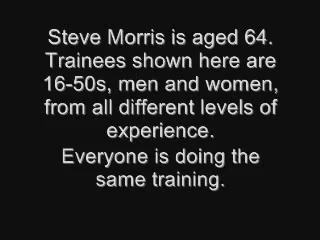 Steve Morris is aged 64.
Trainees shown here are
16-50s, men and women,
from all different levels of
experience.
Everyone is doing the
same training.